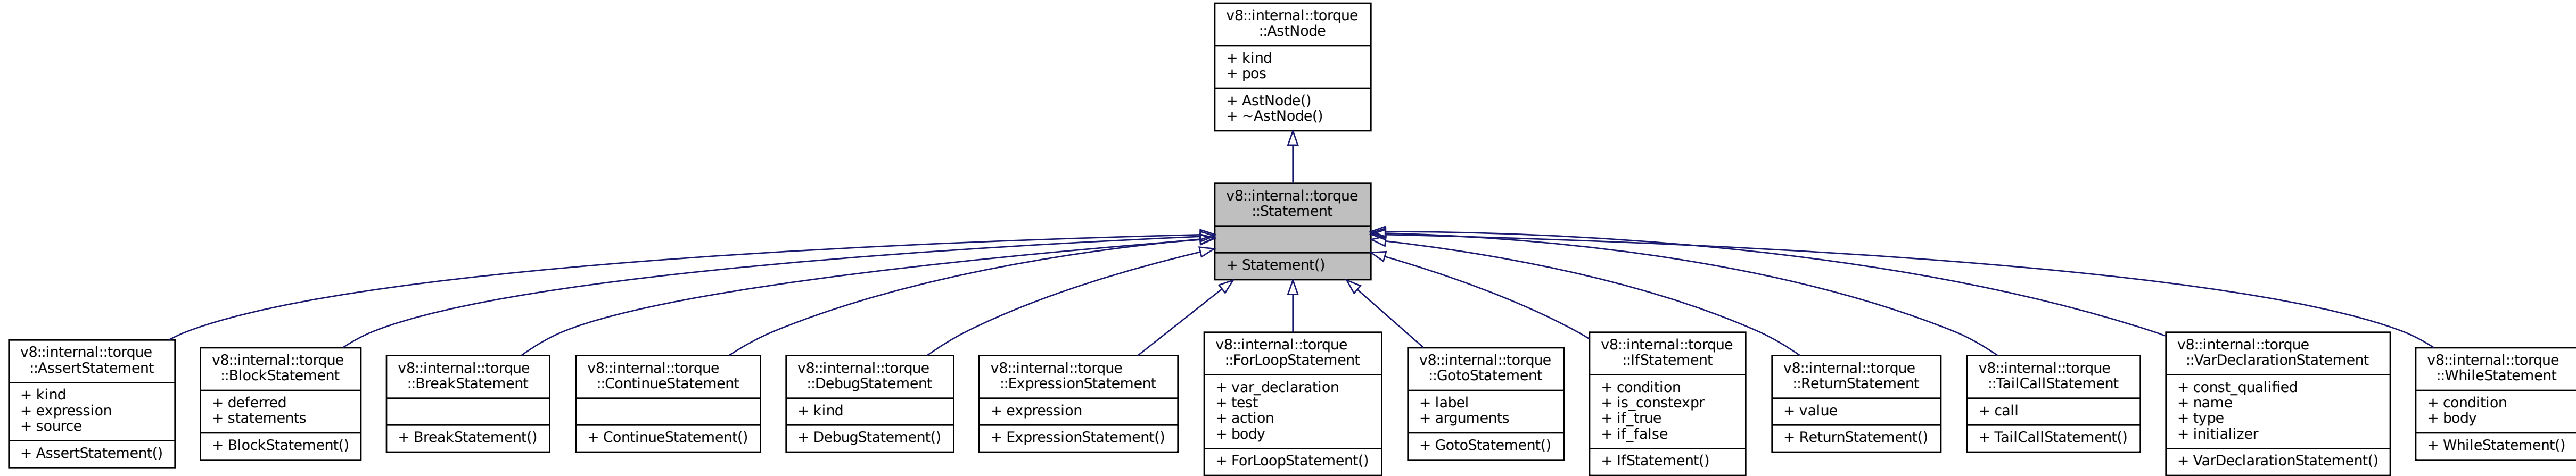 v8::internal::torque
::AstNode
+ kind
+ pos
+ AstNode()
+ ~AstNode()
v8::internal::torque
::Statement
+ Statement()
v8::internal::torque
::AssertStatement
+ kind
+ expression
+ source
+ AssertStatement()
v8::internal::torque
::BlockStatement
+ deferred
+ statements
+ BlockStatement()
v8::internal::torque
::BreakStatement
+ BreakStatement()
v8::internal::torque
::ContinueStatement
+ ContinueStatement()
v8::internal::torque
::DebugStatement
+ kind
+ DebugStatement()
v8::internal::torque
::ExpressionStatement
+ expression
+ ExpressionStatement()
v8::internal::torque
::ForLoopStatement
+ var_declaration
+ test
+ action
+ body
+ ForLoopStatement()
v8::internal::torque
::GotoStatement
+ label
+ arguments
+ GotoStatement()
v8::internal::torque
::IfStatement
+ condition
+ is_constexpr
+ if_true
+ if_false
+ IfStatement()
v8::internal::torque
::ReturnStatement
+ value
+ ReturnStatement()
v8::internal::torque
::TailCallStatement
+ call
+ TailCallStatement()
v8::internal::torque
::VarDeclarationStatement
+ const_qualified
+ name
+ type
+ initializer
+ VarDeclarationStatement()
v8::internal::torque
::WhileStatement
+ condition
+ body
+ WhileStatement()